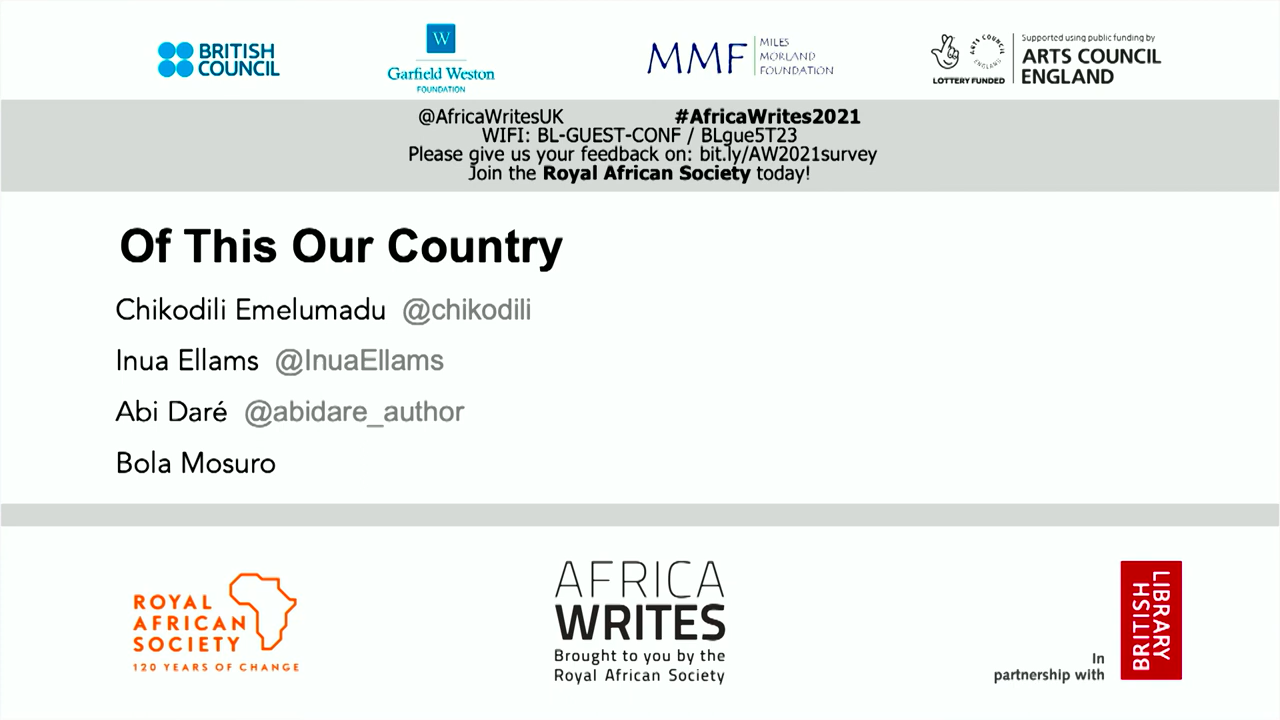 BRITISH
COUNCIL
W
Garfield Weston
FOUNDATION
MMF
MILES
MORLAND
FOUNDATION
LOTTERY FUNDED
ARTS COUNCIL
ENGLAND
Supported using public funding by
ARTS COUNCIL
ENGLAND
@AfricaWritesUK #AfricaWrites2021
WIFI: BL-GUEST-CONF / BLgue5T23
Please give us your feedback on: bit.ly/AW2021survey
Join the Royal African Society today!
Of This Our Country
Chikodili Emelumadu @chikodili
Inua Ellams @InuaEllams
Abi Daré @abidare_author
Bola Mosuro
ROYAL
AFRICAN
SOCIETY
120 YEARS OF CHANGE
AFRICA
WRITES
Brought to you by the
Royal African Society
In
partnership with
LIBRARY
BRITISH